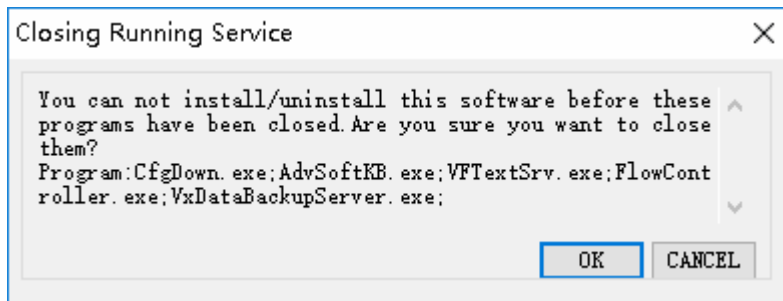 Closing Running Service
You can not install/uninstall this software before these
programs have been closed.Are you sure you want to close
them?
Program:CfgDown.exe;AdvSoftKB.exe;VFTextSrv.exe;FlowCont
roller.exe;VxDataBackupServer.exe;
OK CANCEL